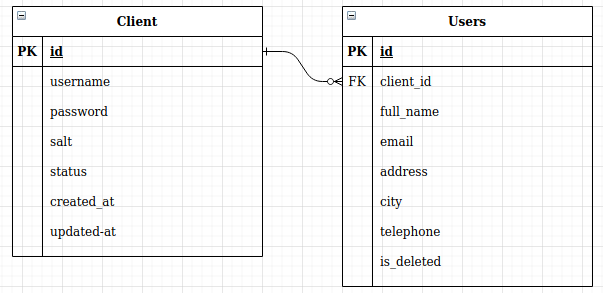 Client
PK id
username
password
salt
status
created_at
updated-at
Users
PK id
FK client_id
full_name
email
address
city
telephone
is_deleted